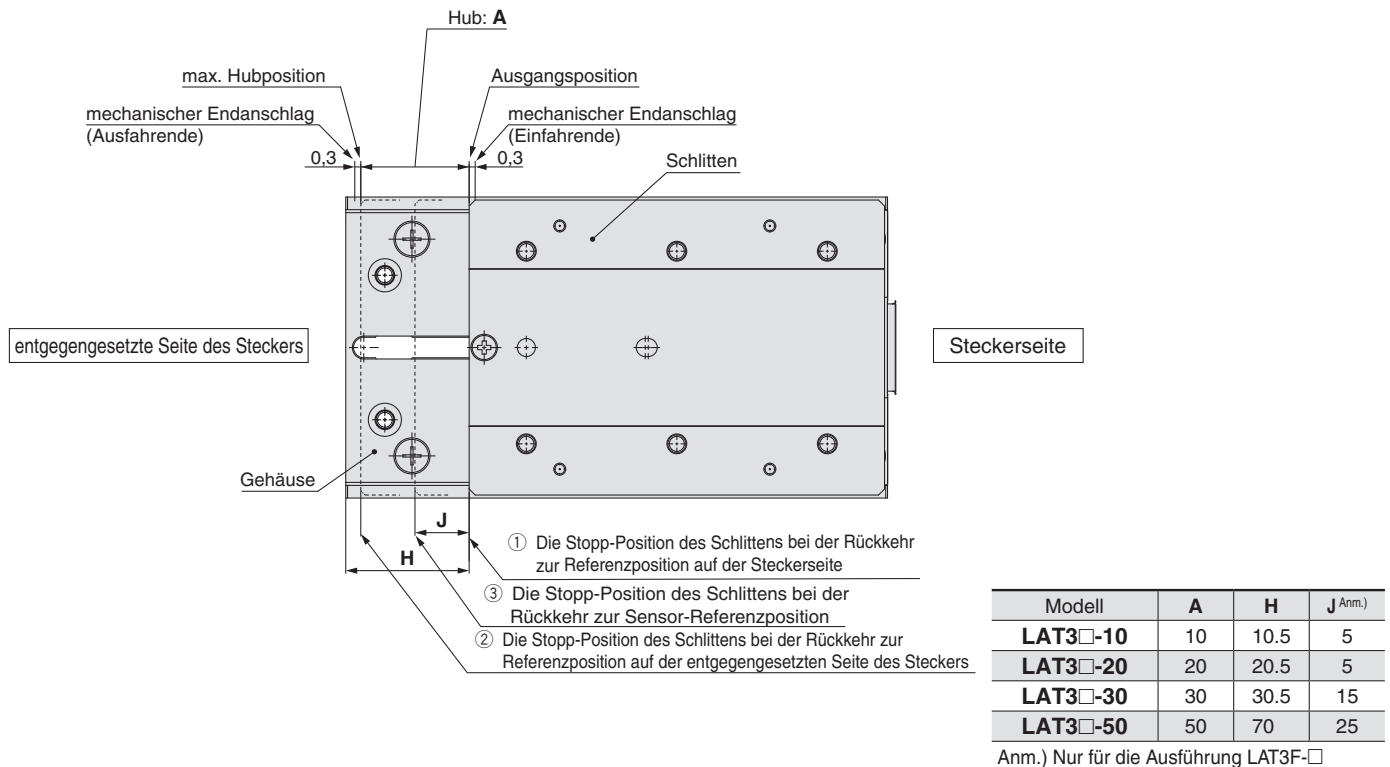 Hub: A
max. Hubposition
Ausgangsposition
mechanischer Endanschlag
(Ausfahrende)
mechanischer Endanschlag
(Einfahrende)
0,3
0,3
Schlitten
entgegengesetzte Seite des Steckers
Steckerseite
Gehäuse
J
H
① Die Stopp-Position des Schlittens bei der Rückkehr
zur Referenzposition auf der Steckerseite
③ Die Stopp-Position des Schlittens bei der
Rückkehr zur Sensor-Referenzposition
② Die Stopp-Position des Schlittens bei der Rückkehr zur
Referenzposition auf der entgegengesetzten Seite des Steckers
Modell A H J Anm.)
LAT3□-10 10 10.5 5
LAT3□-20 20 20.5 5
LAT3□-30 30 30.5 15
LAT3□-50 50 70 25
Anm.) Nur für die Ausführung LAT3F-□